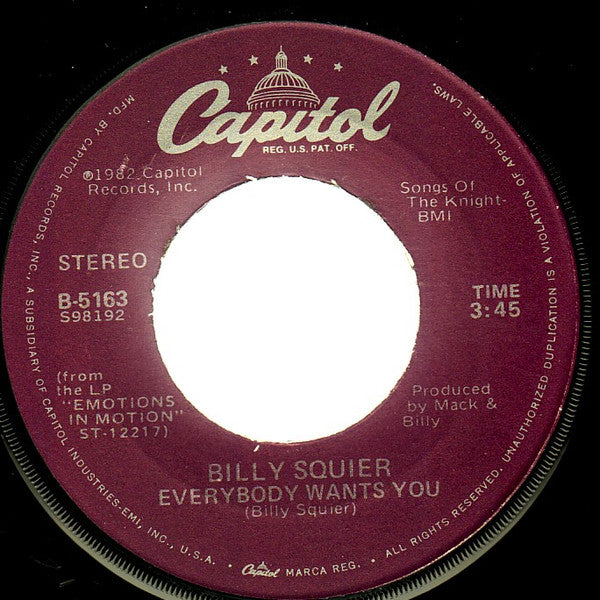 Capitol
REG. U.S. PAT. OFF.
℗1982 Capitol
Records, Inc.
Songs Of
The Knight-
BMI
STEREO
B-5163
S98192
TIME
3:45
(from
the LP
"EMOTIONS
IN MOTION"
ST-12217)
Produced
by Mack &
Billy
BILLY SQUIER
EVERYBODY WANTS YOU
(Billy Squier)
MFD. BY CAPITOL RECORDS, INC., A SUBSIDIARY OF CAPITOL INDUSTRIES-EMI, INC., U.S.A. • Capitol MARCA REG. • ALL RIGHTS RESERVED. UNAUTHORIZED DUPLICATION IS A VIOLATION OF APPLICABLE LAWS.